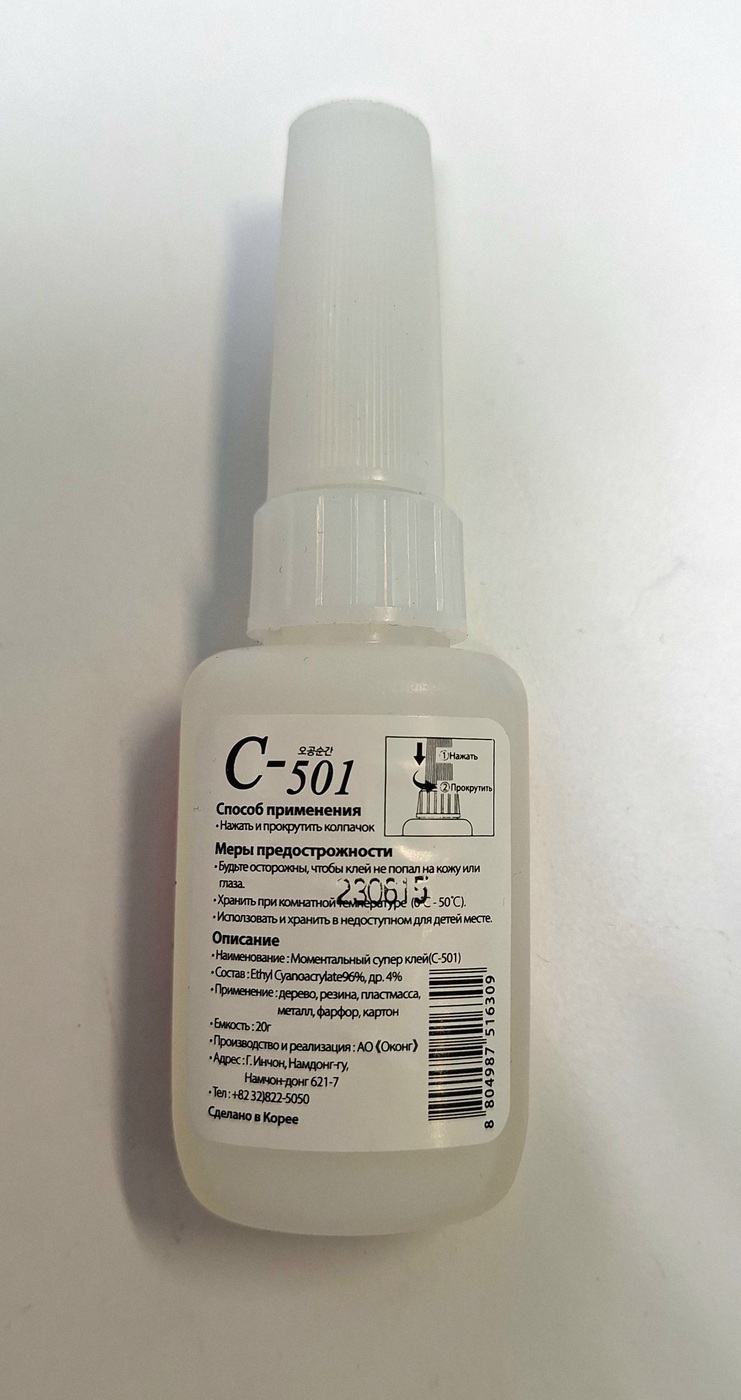 C-501
오공순간
①Нажать
②Прокрутить
Способ применения
•Нажать и прокрутить колпачок
Меры предосторожности
•Будьте осторожны, чтобы клей не попал на кожу или
глаза.
230615
•Хранить при комнатной температуре (0˚C - 50˚C).
•Исползовать и хранить в недоступном для детей месте.
Описание
•Наименование : Моментальный супер клей(C-501)
•Состав : Ethyl Cyanoacrylate96%, др. 4%
•Применение : дерево, резина, пластмасса,
металл, фарфор, картон
•Емкость : 20г
•Производство и реализация : АО 《Оконг》
•Адрес : Г. Инчон, Намдонг-гу,
Намчон-донг 621-7
•Тел : +82 32)822-5050
Сделано в Корее
8 804987 516309